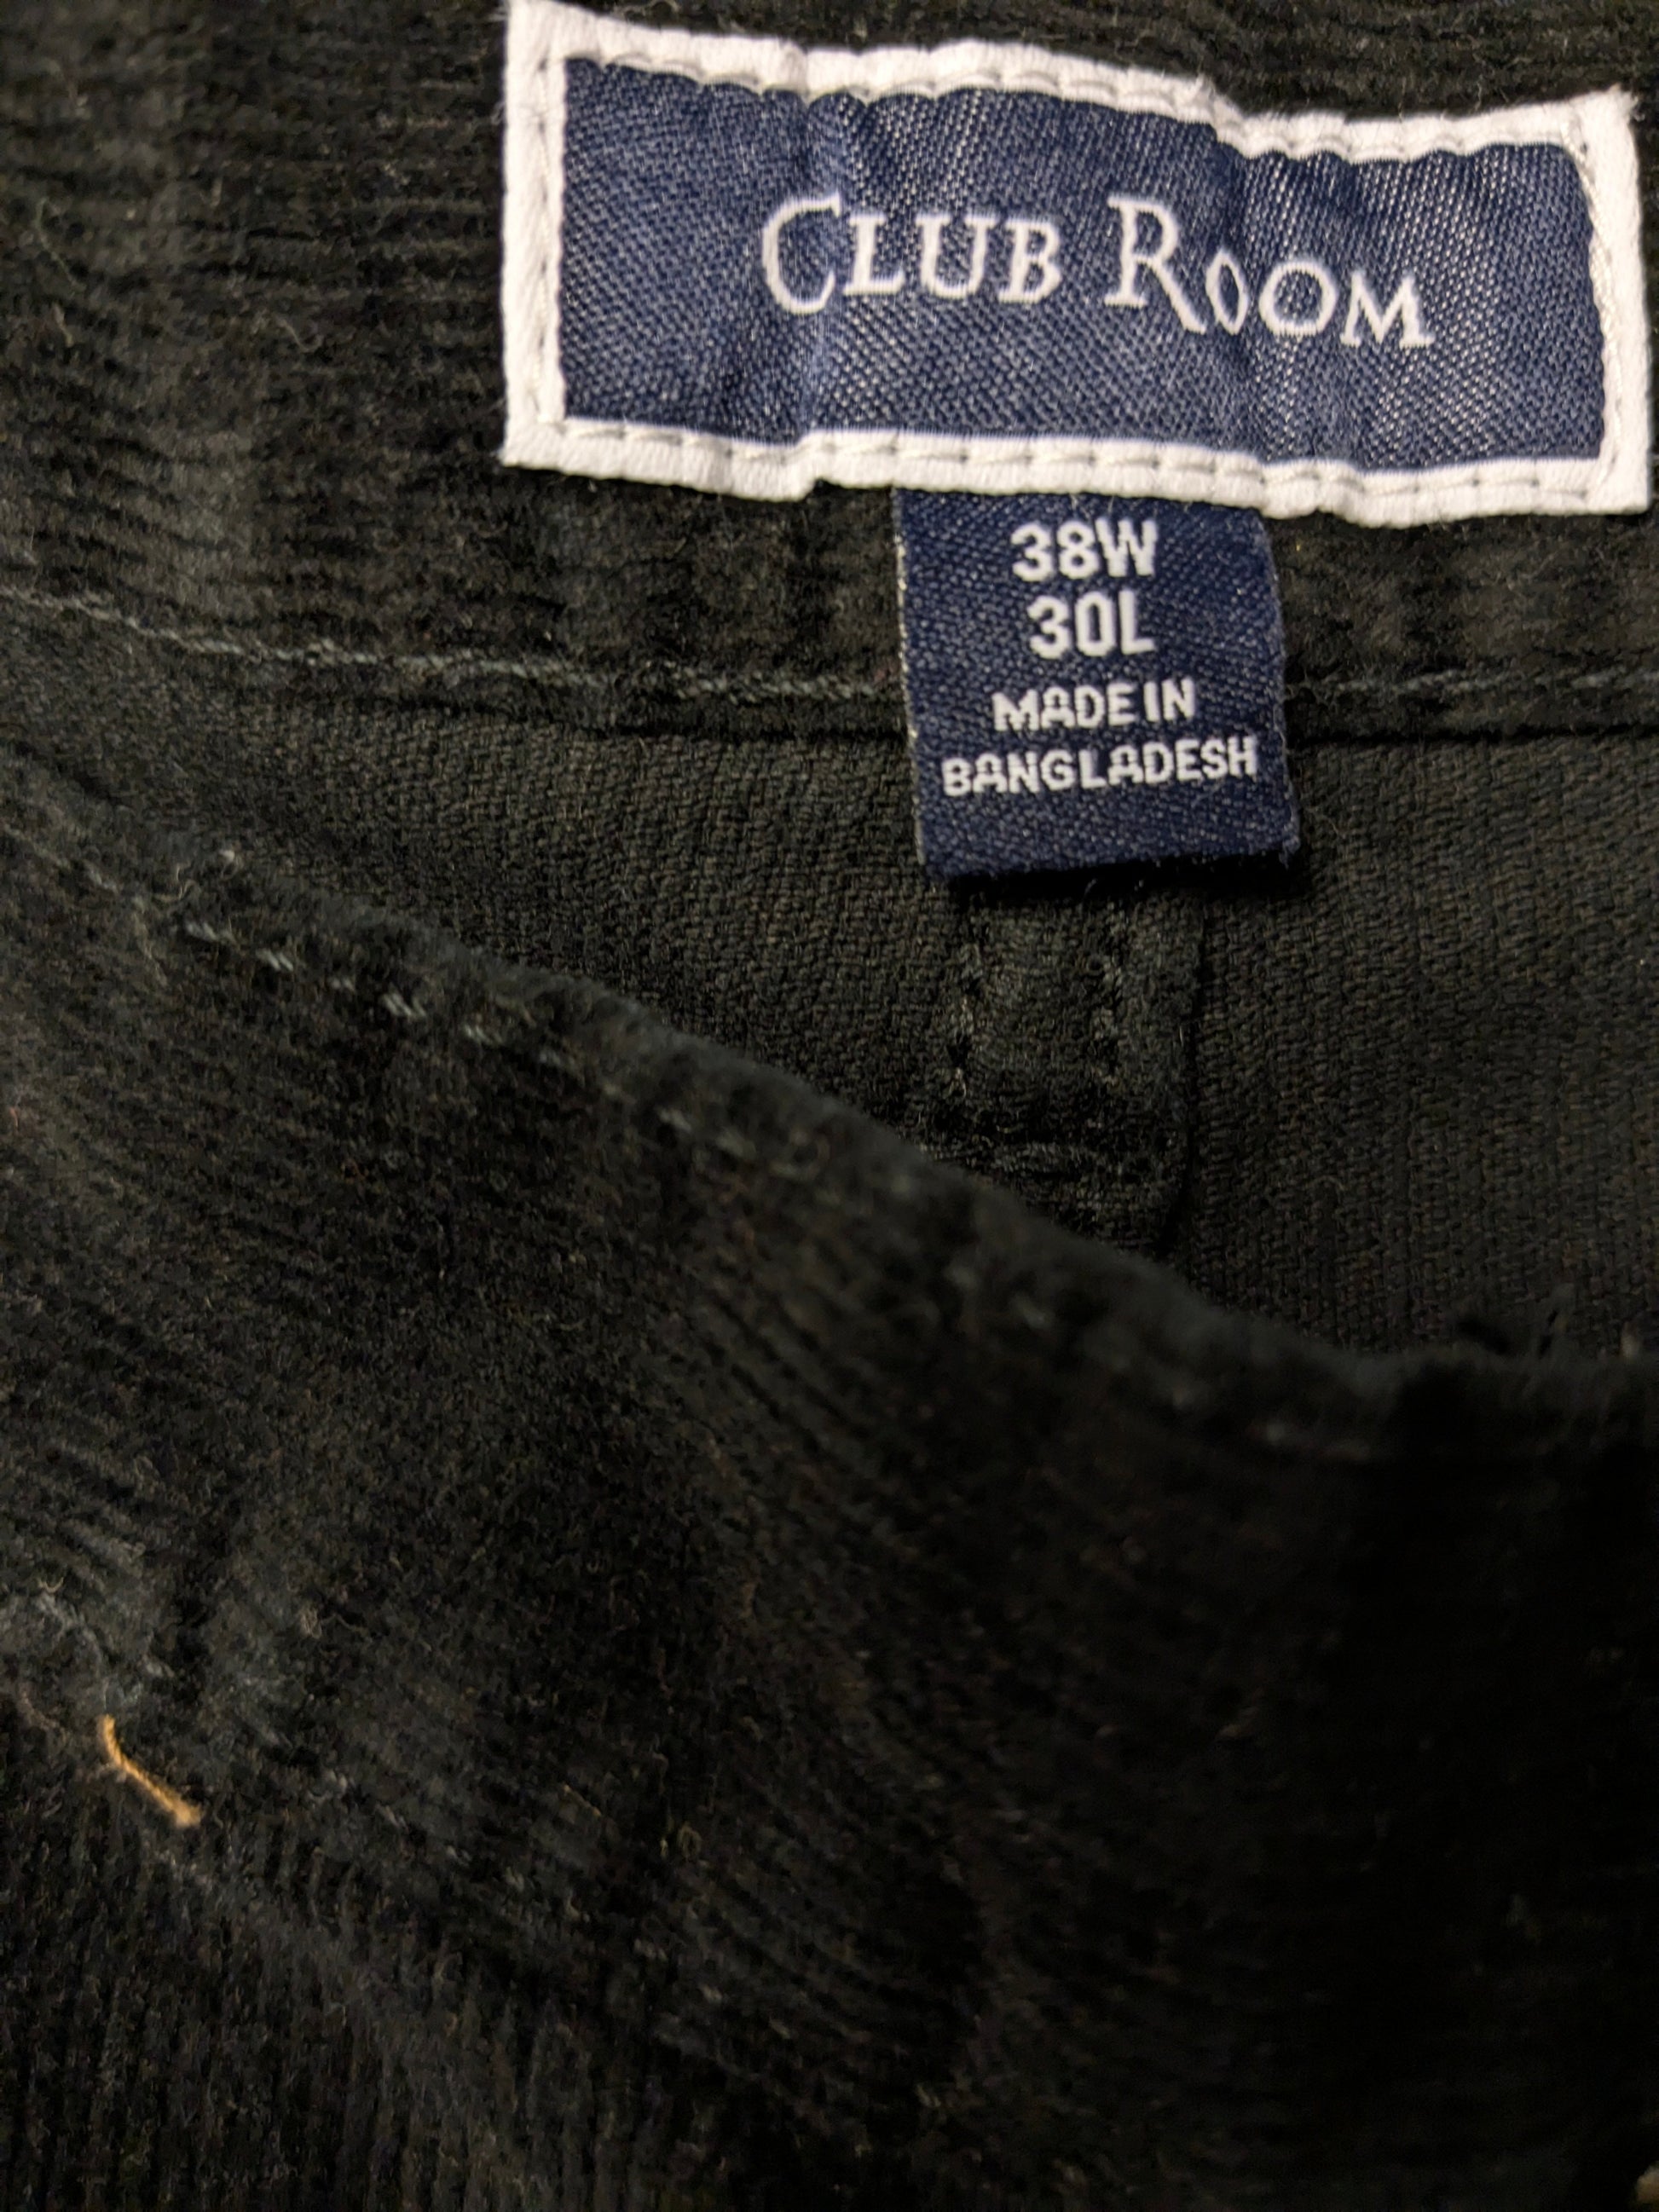 CLUB ROOM
38W
30L
MADE IN
BANGLADESH